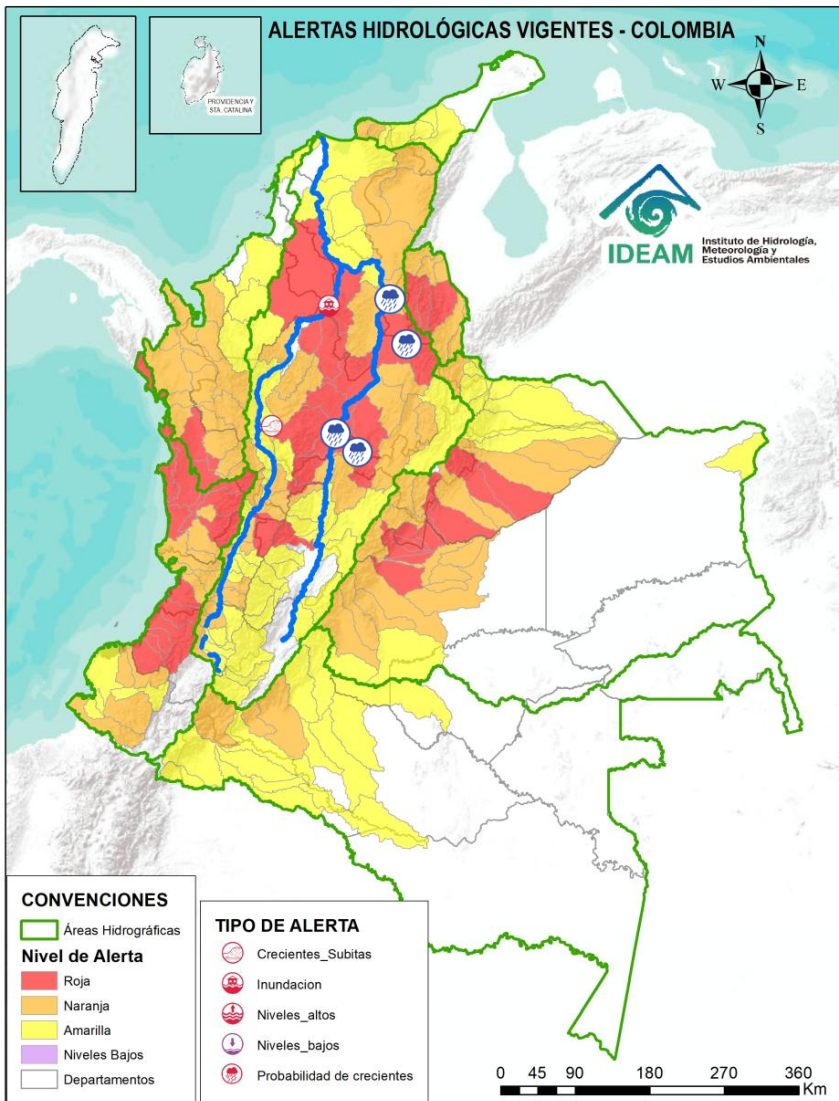 ALERTAS HIDROLÓGICAS VIGENTES - COLOMBIA
PROVIDENCIA Y
STA. CATALINA
N
W
E
S
IDEAM
Instituto de Hidrología,
Meteorología y
Estudios Ambientales
CONVENCIONES
Áreas Hidrográficas
Nivel de Alerta
Roja
Naranja
Amarilla
Niveles Bajos
Departamentos
TIPO DE ALERTA
Crecientes_Subitas
Inundacion
Niveles_altos
Niveles_bajos
Probabilidad de crecientes
0 45 90 180 270 360
Km